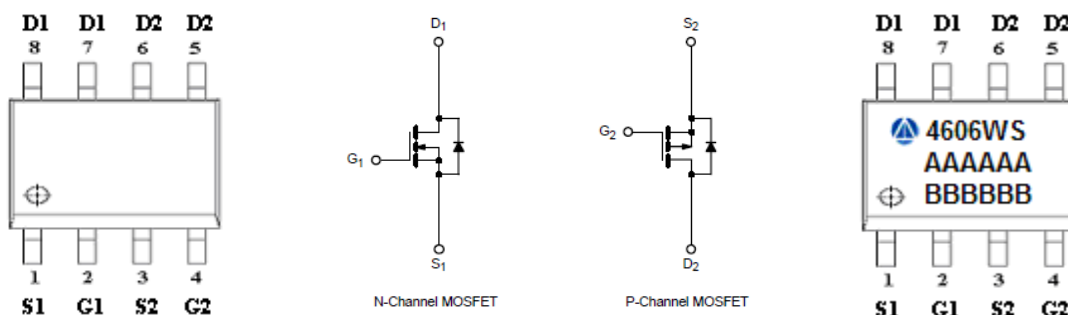 D1 D1 D2 D2
8 7 6 5
1 2 3 4
S1 G1 S2 G2
D1
G1
S1
N-Channel MOSFET
S2
G2
D2
P-Channel MOSFET
D1 D1 D2 D2
8 7 6 5
4606WS
AAAAAA
BBBBBB
1 2 3 4
S1 G1 S2 G2